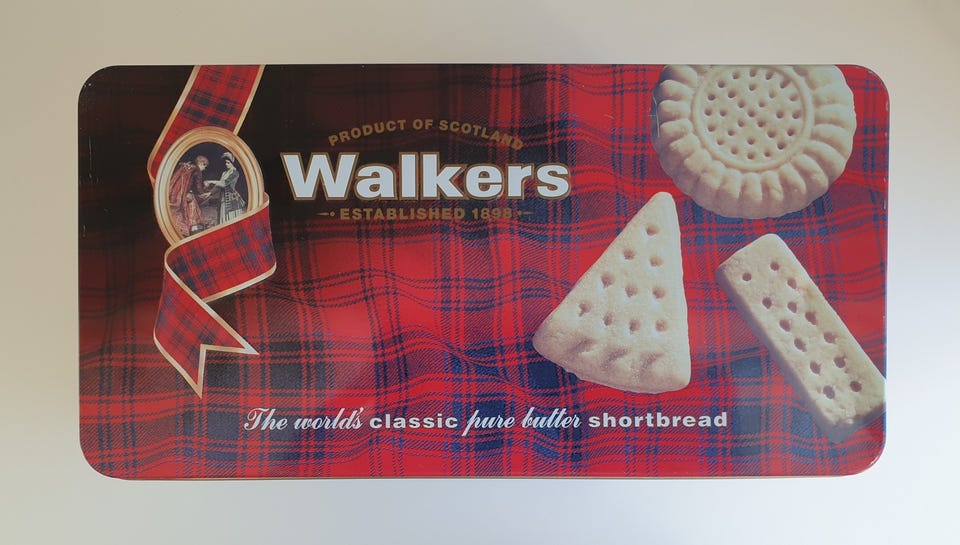 PRODUCT OF SCOTLAND
Walkers
ESTABLISHED 1898
The world's classic pure butter shortbread